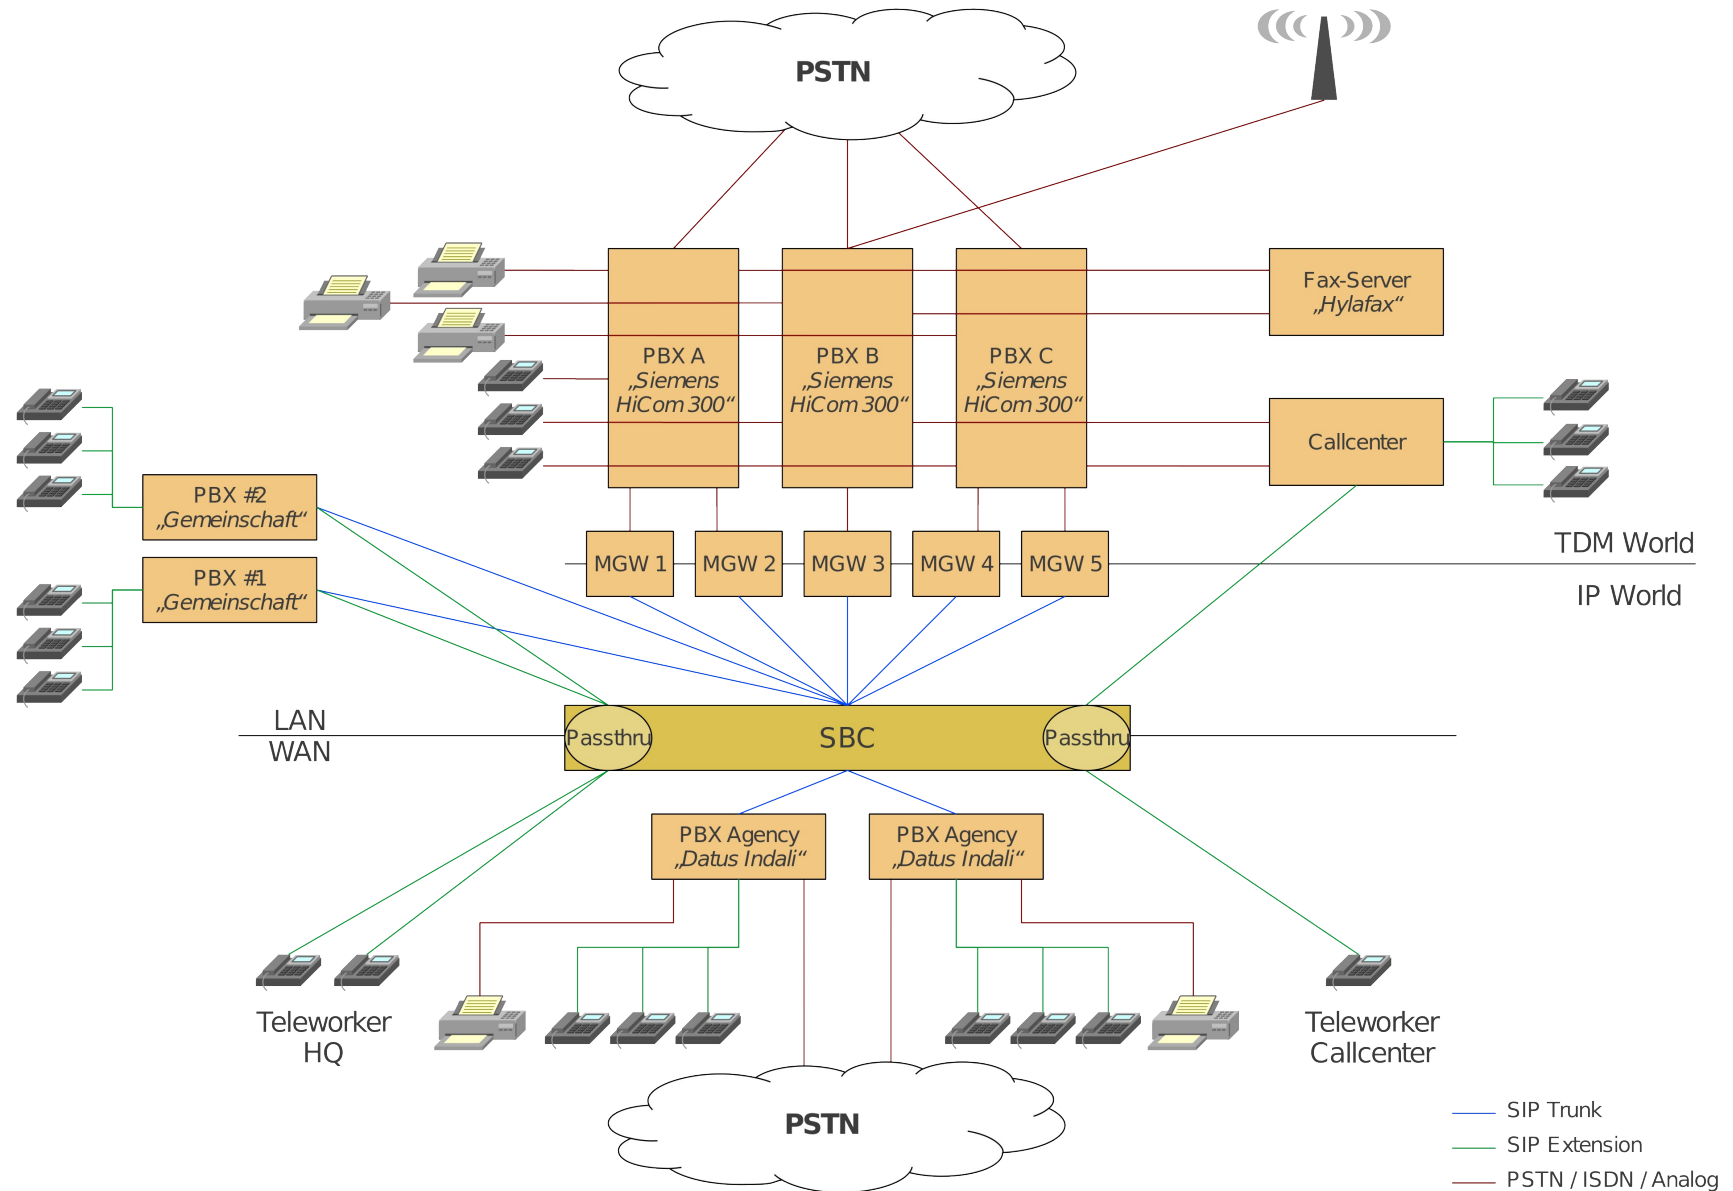 PSTN
Fax-Server
„Hylafax“
PBX A
„Siemens
HiCom 300“
PBX B
„Siemens
HiCom 300“
PBX C
„Siemens
HiCom 300“
Callcenter
PBX #2
„Gemeinschaft“
PBX #1
„Gemeinschaft“
MGW 1
MGW 2
MGW 3
MGW 4
MGW 5
TDM World
IP World
LAN
WAN
Passthru
SBC
Passthru
PBX Agency
„Datus Indali“
PBX Agency
„Datus Indali“
Teleworker
HQ
Teleworker
Callcenter
PSTN
SIP Trunk
SIP Extension
PSTN / ISDN / Analog